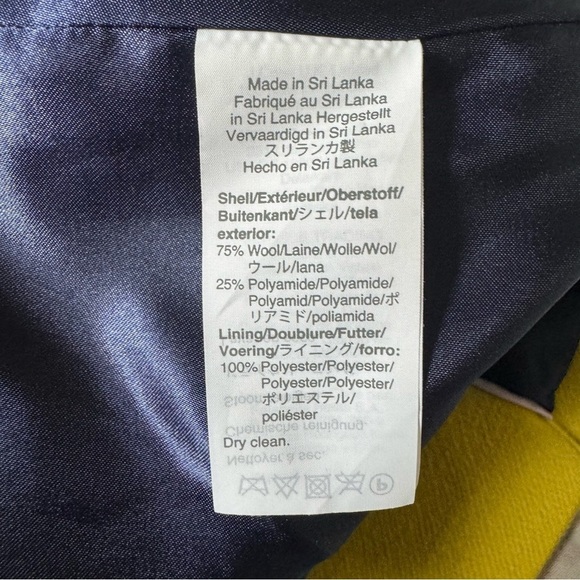 Made in Sri Lanka
Fabriqué au Sri Lanka
in Sri Lanka Hergestellt
Vervaardigd in Sri Lanka
スリランカ製
Hecho en Sri Lanka
Shell/Extérieur/Oberstoff/
Buitenkant/シェル/tela
exterior:
75% Wool/Laine/Wolle/Wol/
ウール/lana
25% Polyamide/Polyamide/
Polyamid/Polyamide/ポ
リアミド/poliamida
Lining/Doublure/Futter/
Voering/ライニング/forro:
100% Polyester/Polyester/
Polyester/Polyester/
ポリエステル/
poliéster
Dry clean.
Chemische reinigung.
Nettoyer à sec.